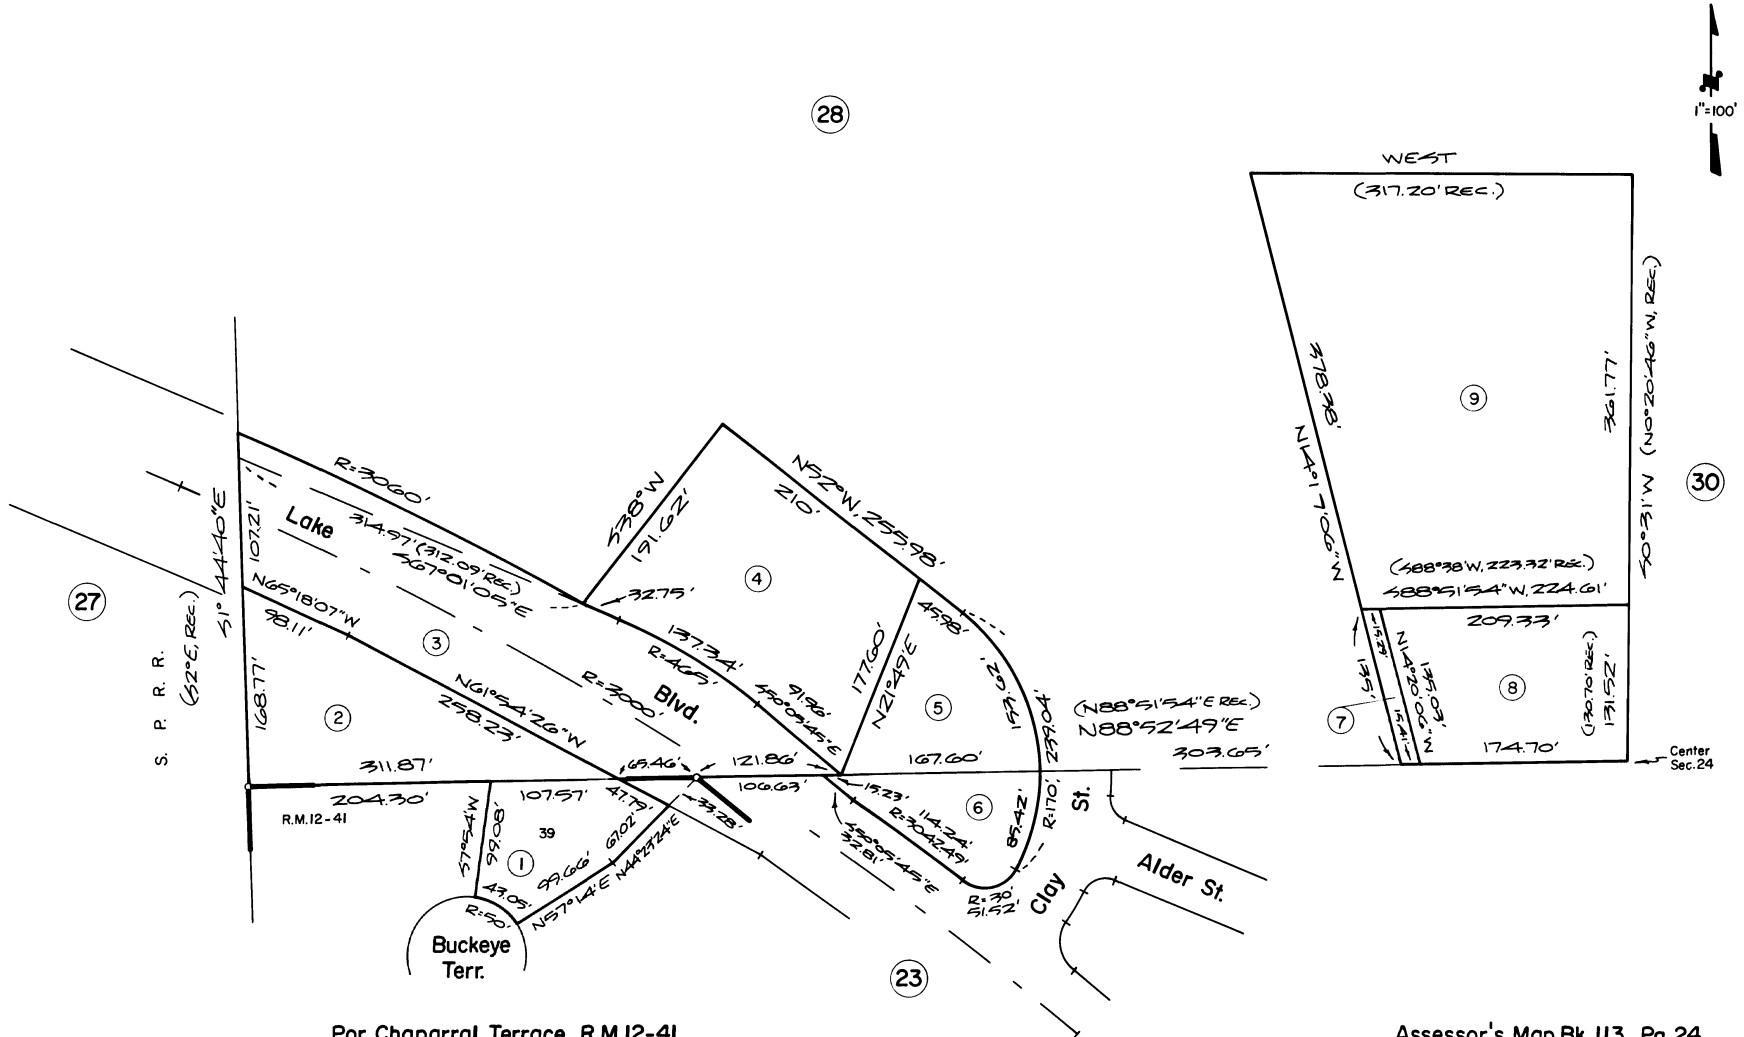 28
1"=100'
WEST
(317.20' REC.)
378.38'
N14°17'06"W
9
361.77'
S0°31'W (N0°20'46"W, REC.)
30
(S88°38'W, 223.32' REC.)
S88°51'54"W, 224.61'
209.33'
15.29'
135'
N14°20'06"W
135.03'
15.41'
7
8
(130.70' REC.)
131.52'
174.70'
Center
Sec. 24
R=3060'
Lake
314.97' (312.09' REC.)
S67°01'05"E
S38°W
191.62'
N52°W, 255.98'
210'
4
32.75'
137.34'
R=465'
R=3000'
Blvd.
91.96'
S50°05'45"E
177.60'
N21°49'E
45.98'
153.62'
239.04'
5
(N88°51'54"E REC.)
N88°52'49"E
303.65'
S1°44'40"E
107.21'
N65°18'07"W
98.11'
27
S. P. R. R.
(S2°E, REC.)
3
168.77'
2
N61°54'26"W
258.23'
311.87'
65.46'
121.86'
167.60'
204.30'
107.57'
47.79'
106.63'
15.23'
6
R.M.12-41
39
33.28'
67.02'
S7°54'W
99.08'
1
99.66'
43.05'
R=50'
N57°14'E
N44°23'24"E
Buckeye
Terr.
S50°05'45"E
32.81'
114.24'
R=3042.49'
85.42'
R=170'
R=30'
51.52'
Clay
St.
Alder St.
23
Por. Chaparral Terrace, R.M.12-41
Assessor's Map Bk. 113, Pg. 24